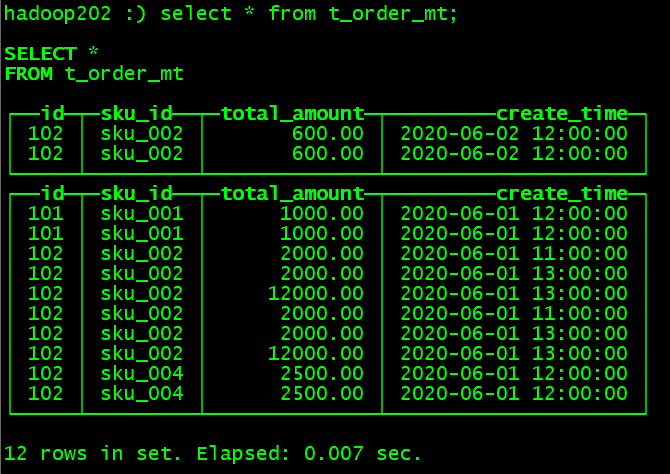 hadoop202 :) select * from t_order_mt;
SELECT *
FROM t_order_mt
id sku_id total_amount create_time
102 sku_002 600.00 2020-06-02 12:00:00
102 sku_002 600.00 2020-06-02 12:00:00
id sku_id total_amount create_time
101 sku_001 1000.00 2020-06-01 12:00:00
101 sku_001 1000.00 2020-06-01 12:00:00
102 sku_002 2000.00 2020-06-01 11:00:00
102 sku_002 2000.00 2020-06-01 13:00:00
102 sku_002 12000.00 2020-06-01 13:00:00
102 sku_002 2000.00 2020-06-01 11:00:00
102 sku_002 2000.00 2020-06-01 13:00:00
102 sku_002 12000.00 2020-06-01 13:00:00
102 sku_004 2500.00 2020-06-01 12:00:00
102 sku_004 2500.00 2020-06-01 12:00:00
12 rows in set. Elapsed: 0.007 sec.